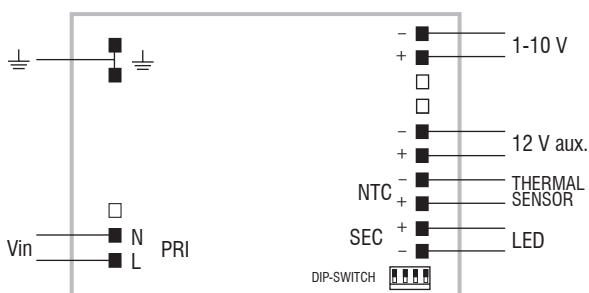 −
1-10 V
+
−
12 V aux.
+
−
THERMAL
NTC
SENSOR
+
+
SEC
LED
−
N
Vin
PRI
L
DIP-SWITCH